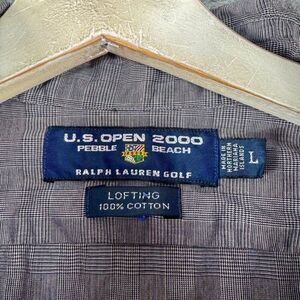 U.S. OPEN 2000
PEBBLE BEACH
RALPH LAUREN GOLF
MADE IN
NORTHERN
MARIANA
ISLANDS
L
LOFTING
100% COTTON